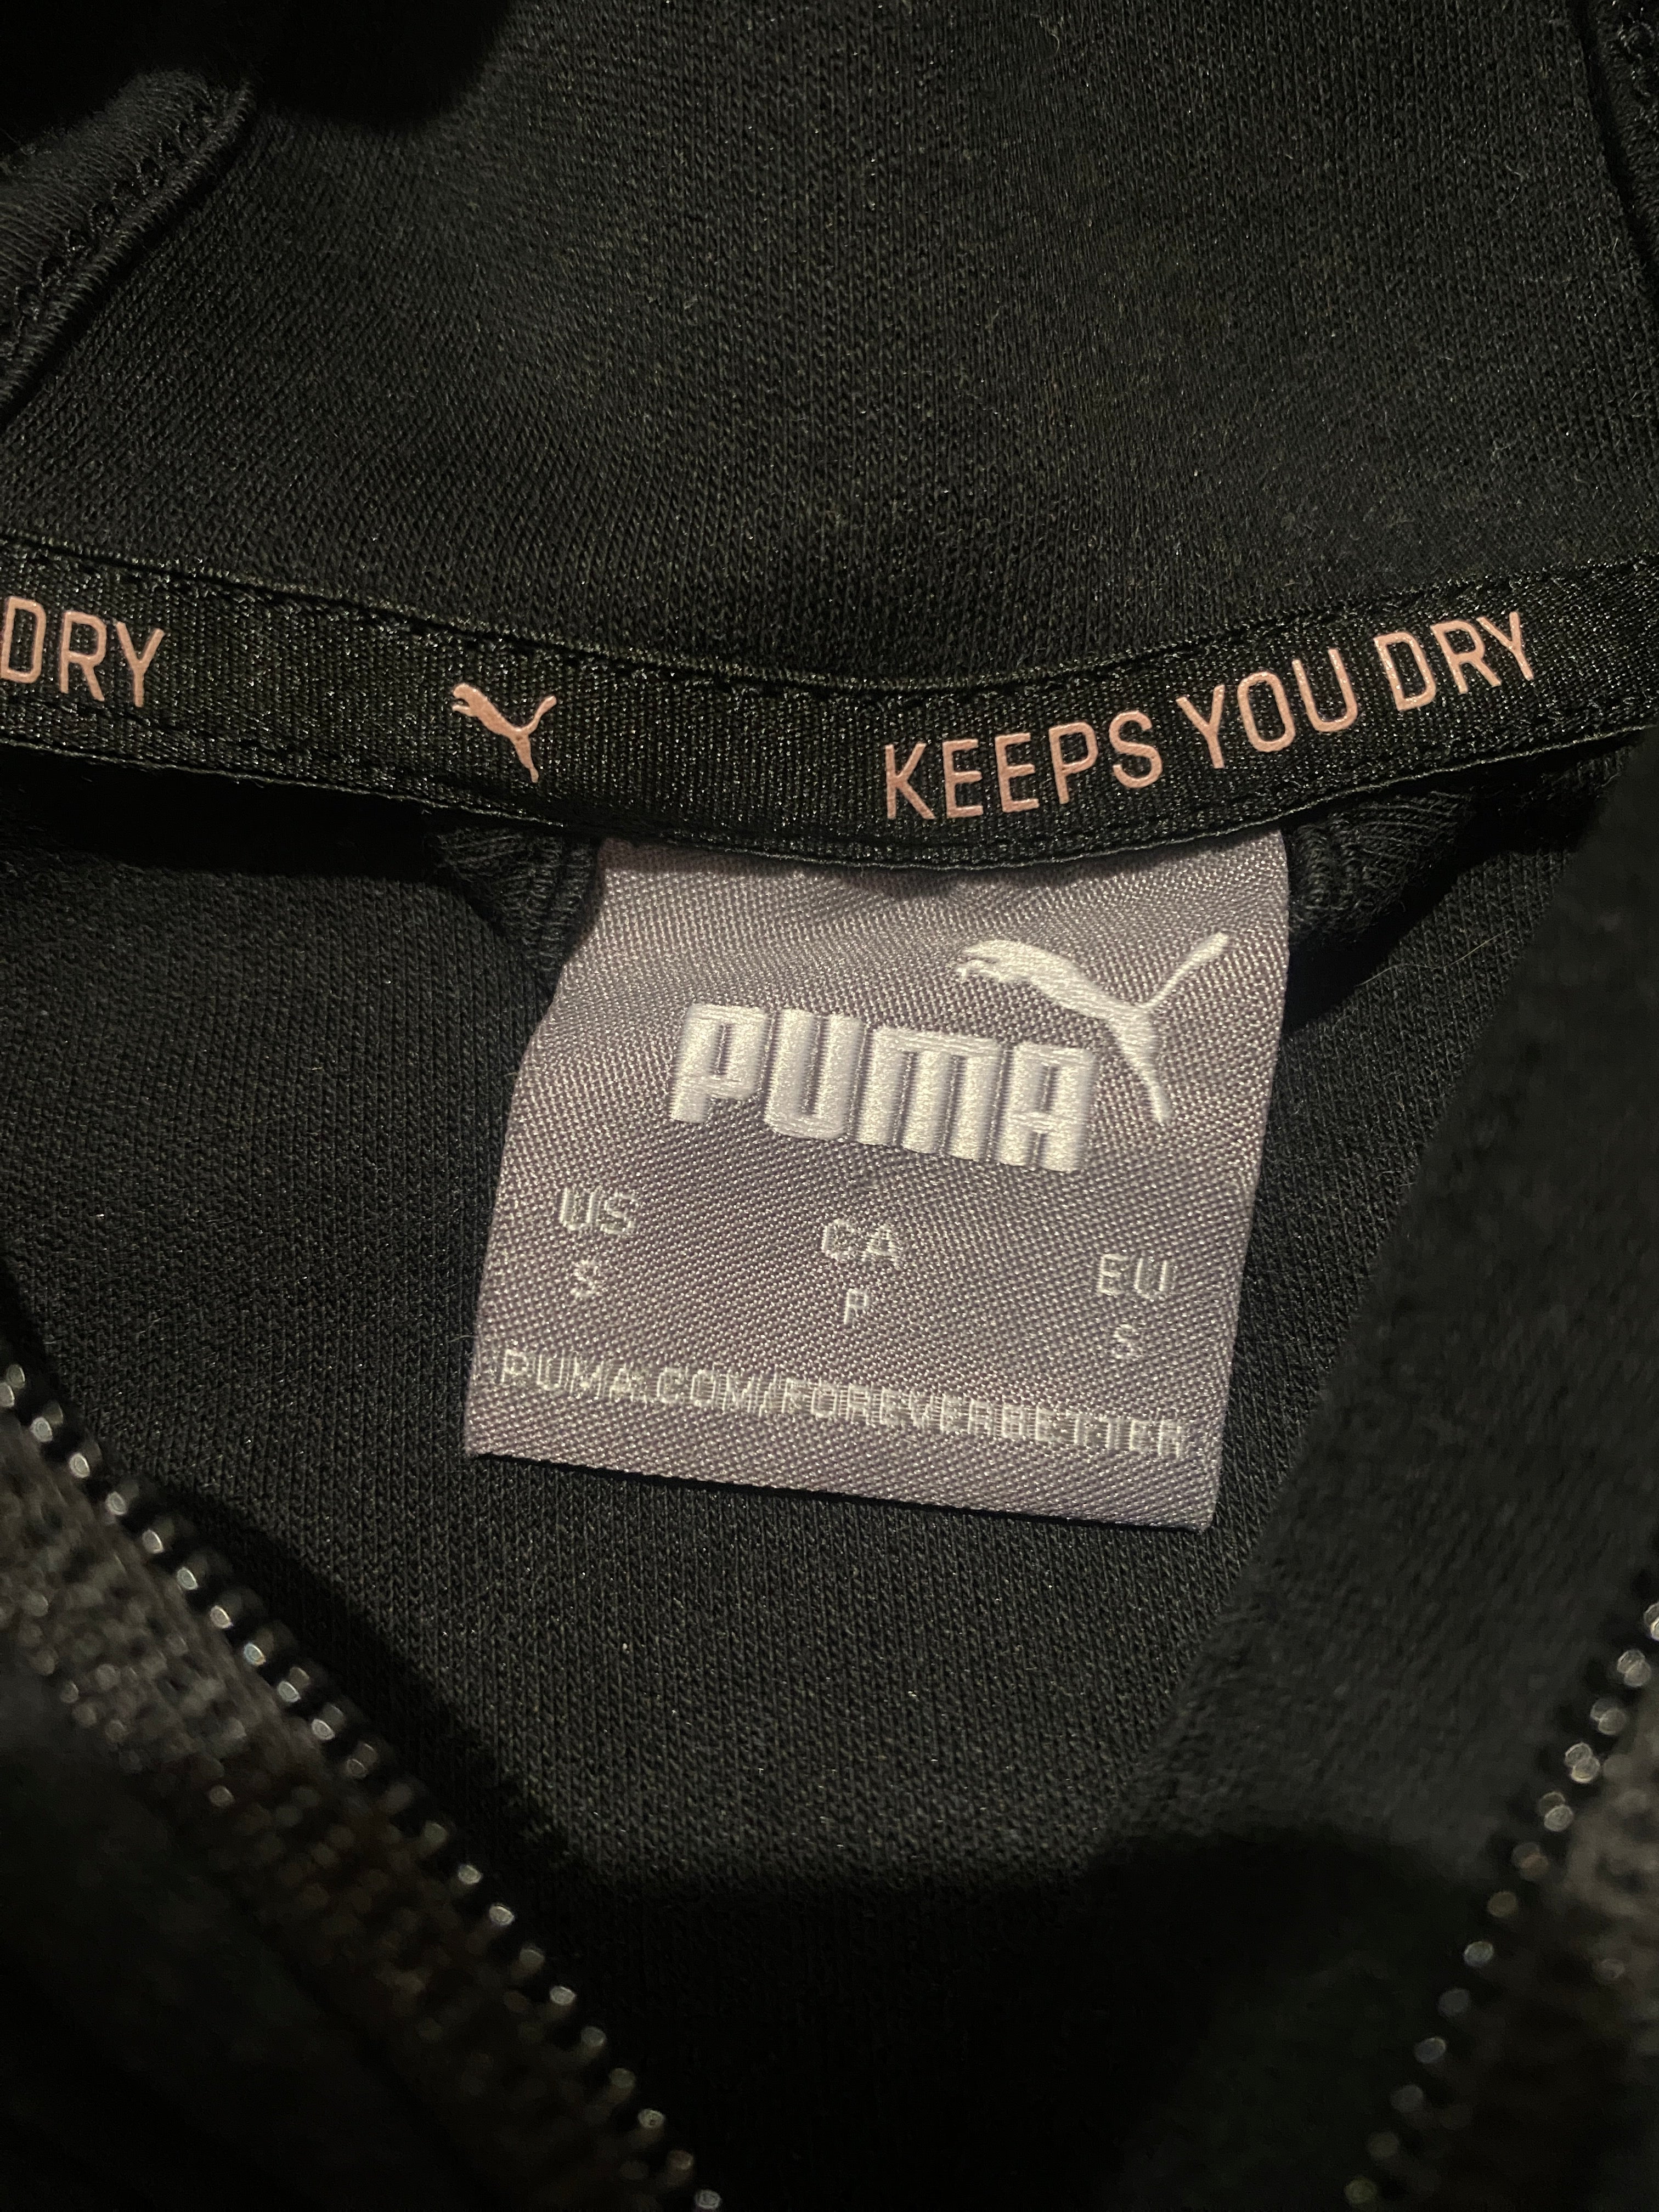 DRY
KEEPS YOU DRY
PUMA
US CA EU
S P S
PUMA.COM/FOREVERBETTER